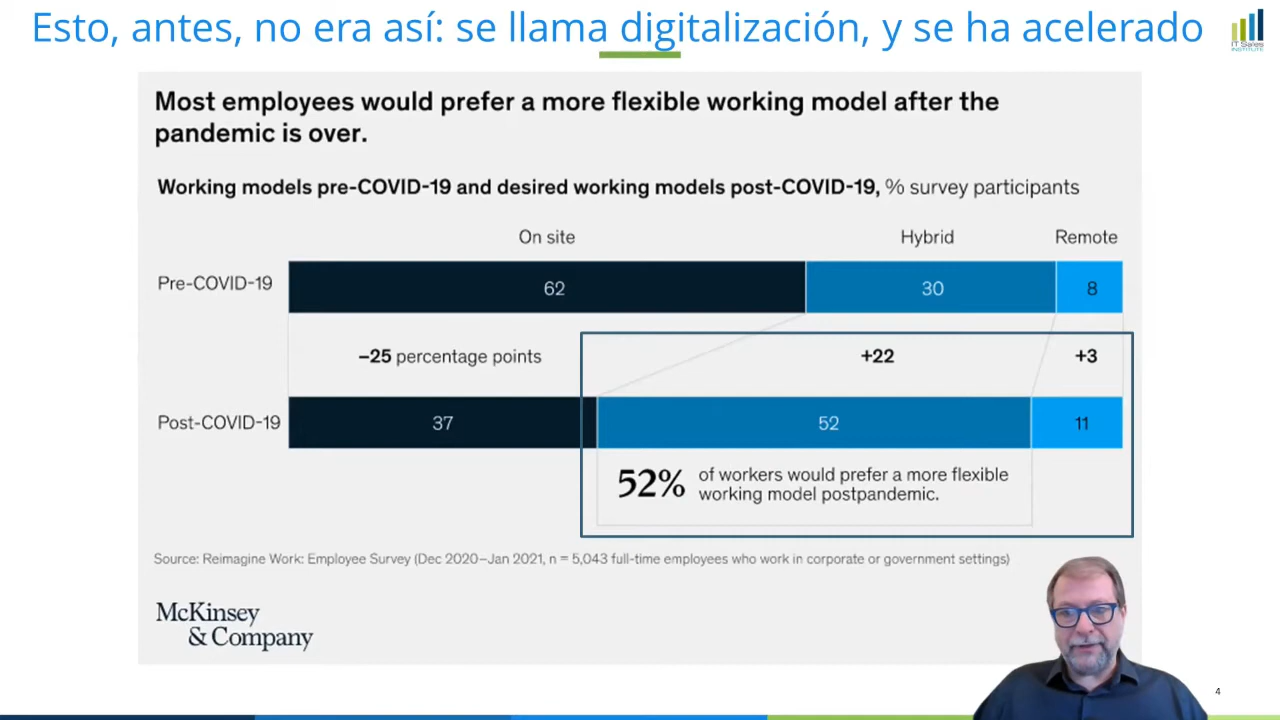 Esto, antes, no era así: se llama digitalización, y se ha acelerado
IT Sales
INSTITUTE
Most employees would prefer a more flexible working model after the
pandemic is over.
Working models pre-COVID-19 and desired working models post-COVID-19, % survey participants
On site Hybrid Remote
Pre-COVID-19 62 30 8
–25 percentage points +22 +3
Post-COVID-19 37 52 11
52% of workers would prefer a more flexible
working model postpandemic.
Source: Reimagine Work: Employee Survey (Dec 2020–Jan 2021, n = 5,043 full-time employees who work in corporate or government settings)
McKinsey
& Company
4